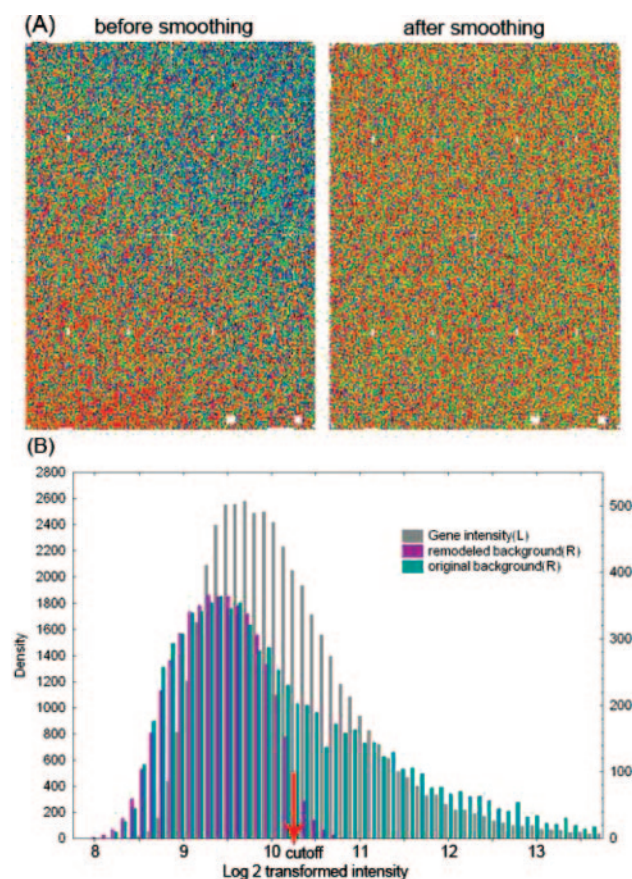 (A)
before smoothing
after smoothing
(B)
2800
2600
2400
2200
2000
1800
1600
1400
1200
1000
800
600
400
200
0
Density
500
400
300
200
100
0
Gene intensity(L)
remodeled background(R)
original background(R)
cutoff
8 9 10 11 12 13
Log 2 transformed intensity